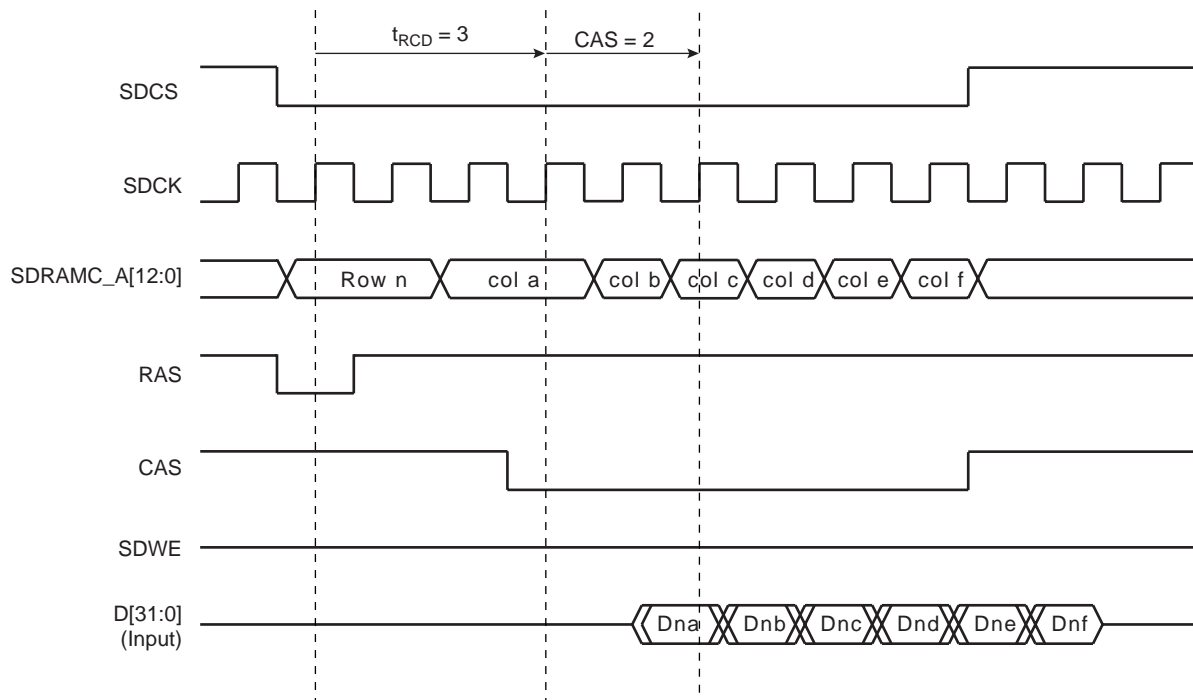 t_RCD = 3
CAS = 2
SDCS
SDCK
SDRAMC_A[12:0]
Row n
col a
col b
col c
col d
col e
col f
RAS
CAS
SDWE
D[31:0]
(Input)
Dna
Dnb
Dnc
Dnd
Dne
Dnf